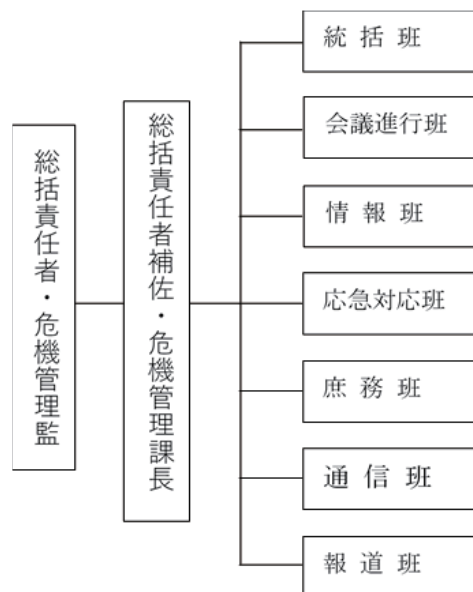 総括責任者・危機管理監
総括責任者補佐・危機管理課長
統括班
会議進行班
情報班
応急対応班
庶務班
通信班
報道班